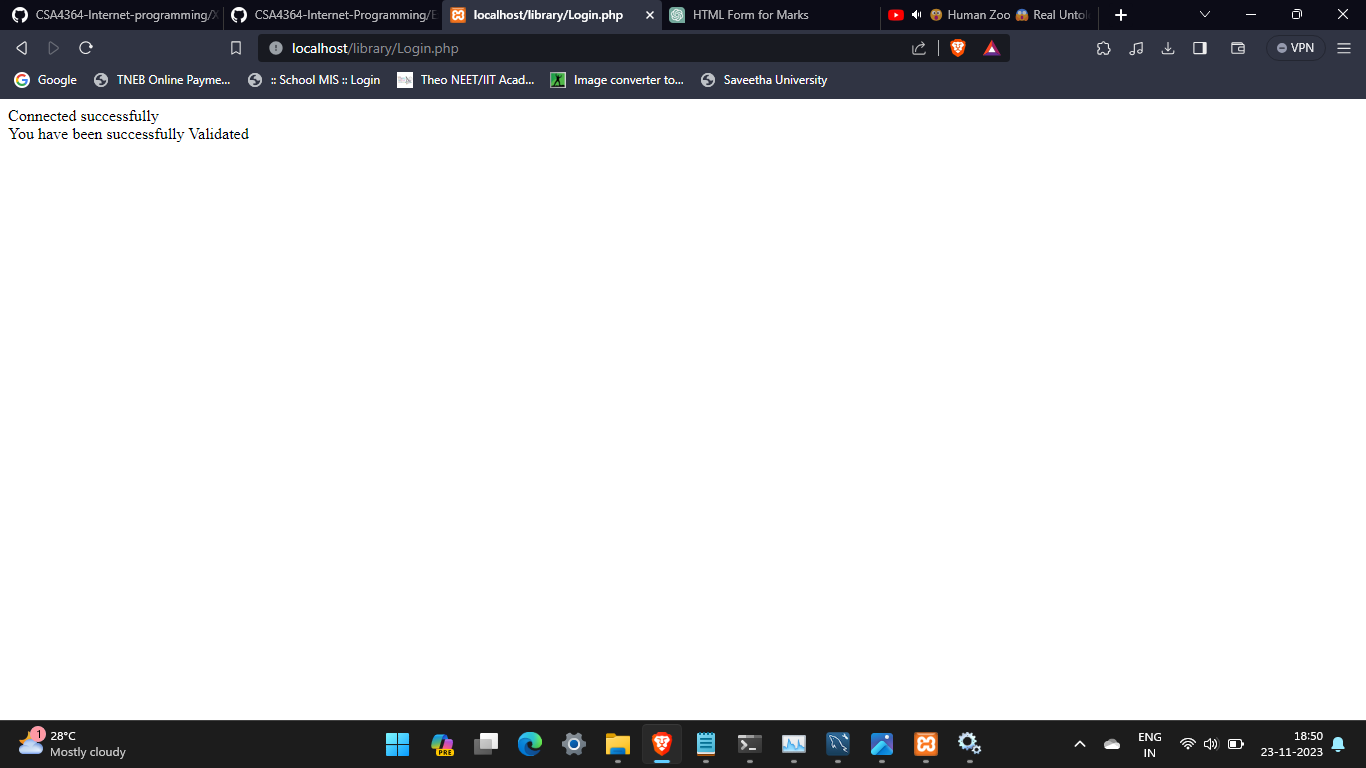 CSA4364-Internet-programming/X
CSA4364-Internet-Programming/E
localhost/library/Login.php
HTML Form for Marks
Human Zoo 😱 Real Untol
localhost/library/Login.php
VPN
Google
TNEB Online Payme...
:: School MIS :: Login
Theo NEET/IIT Acad...
Image converter to...
Saveetha University
Connected successfully
You have been successfully Validated
1
28°C
Mostly cloudy
PRE
ENG
IN
18:50
23-11-2023